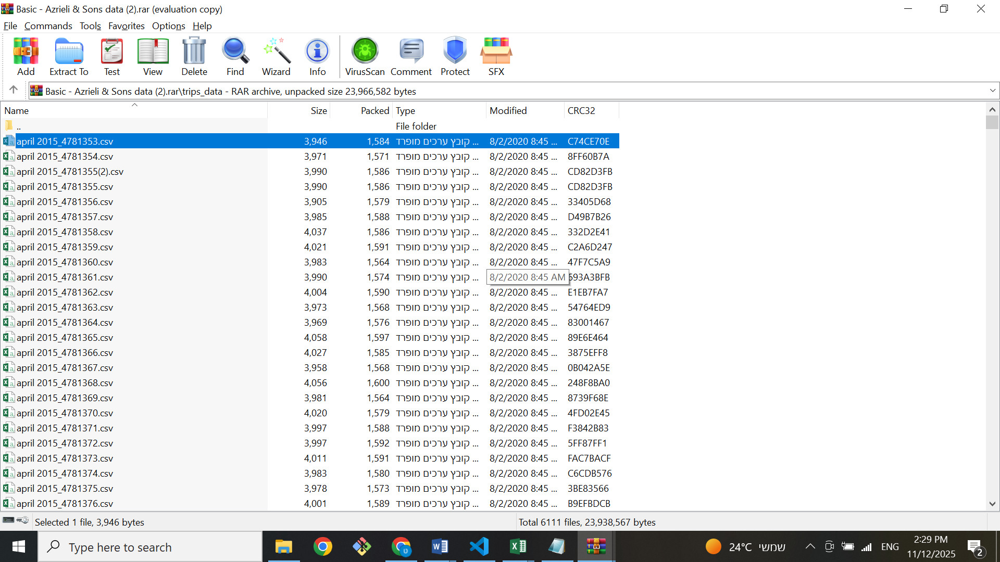 Basic - Azrieli & Sons data (2).rar (evaluation copy)
File Commands Tools Favorites Options Help
Add Extract To Test View Delete Find Wizard Info VirusScan Comment Protect SFX
Basic - Azrieli & Sons data (2).rar\trips_data - RAR archive, unpacked size 23,966,582 bytes
Name Size Packed Type Modified CRC32
.. File folder
april 2015_4781353.csv 3,946 1,584 קובץ ערכים מופרד ... 8/2/2020 8:45 ... C74CE70E
april 2015_4781354.csv 3,971 1,571 קובץ ערכים מופרד ... 8/2/2020 8:45 ... 8FF60B7A
april 2015_4781355(2).csv 3,990 1,586 קובץ ערכים מופרד ... 8/2/2020 8:45 ... CD82D3FB
april 2015_4781355.csv 3,990 1,586 קובץ ערכים מופרד ... 8/2/2020 8:45 ... CD82D3FB
april 2015_4781356.csv 3,905 1,579 קובץ ערכים מופרד ... 8/2/2020 8:45 ... 33405D68
april 2015_4781357.csv 3,985 1,588 קובץ ערכים מופרד ... 8/2/2020 8:45 ... D49B7B26
april 2015_4781358.csv 4,037 1,586 קובץ ערכים מופרד ... 8/2/2020 8:45 ... 332D2E41
april 2015_4781359.csv 4,021 1,591 קובץ ערכים מופרד ... 8/2/2020 8:45 ... C2A6D247
april 2015_4781360.csv 3,983 1,564 קובץ ערכים מופרד ... 8/2/2020 8:45 ... 47F7C5A9
april 2015_4781361.csv 3,990 1,574 קובץ ערכים מופרד ... 8/2/2020 8:45 AM 693A3BFB
april 2015_4781362.csv 4,004 1,590 קובץ ערכים מופרד ... 8/2/2020 8:45 ... E1EB7FA7
april 2015_4781363.csv 3,973 1,568 קובץ ערכים מופרד ... 8/2/2020 8:45 ... 54764ED9
april 2015_4781364.csv 3,969 1,576 קובץ ערכים מופרד ... 8/2/2020 8:45 ... 83001467
april 2015_4781365.csv 4,058 1,597 קובץ ערכים מופרד ... 8/2/2020 8:45 ... 89E6E464
april 2015_4781366.csv 4,027 1,585 קובץ ערכים מופרד ... 8/2/2020 8:45 ... 3875EFF8
april 2015_4781367.csv 3,958 1,568 קובץ ערכים מופרד ... 8/2/2020 8:45 ... 0B042A5E
april 2015_4781368.csv 4,056 1,600 קובץ ערכים מופרד ... 8/2/2020 8:45 ... 248F8BA0
april 2015_4781369.csv 3,981 1,564 קובץ ערכים מופרד ... 8/2/2020 8:45 ... 8739F68E
april 2015_4781370.csv 4,020 1,579 קובץ ערכים מופרד ... 8/2/2020 8:45 ... 4FD02E45
april 2015_4781371.csv 3,997 1,588 קובץ ערכים מופרד ... 8/2/2020 8:45 ... F3842B83
april 2015_4781372.csv 3,997 1,592 קובץ ערכים מופרד ... 8/2/2020 8:45 ... 5FF87FF1
april 2015_4781373.csv 4,011 1,591 קובץ ערכים מופרד ... 8/2/2020 8:45 ... FAC7BACF
april 2015_4781374.csv 3,983 1,580 קובץ ערכים מופרד ... 8/2/2020 8:45 ... C6CDB576
april 2015_4781375.csv 3,978 1,573 קובץ ערכים מופרד ... 8/2/2020 8:45 ... 3BE83566
april 2015_4781376.csv 4,001 1,589 קובץ ערכים מופרד ... 8/2/2020 8:45 ... B9EFBDCB
Selected 1 file, 3,946 bytes Total 6111 files, 23,938,567 bytes
Type here to search 24°C שמשי ENG 2:29 PM
11/12/2025 2